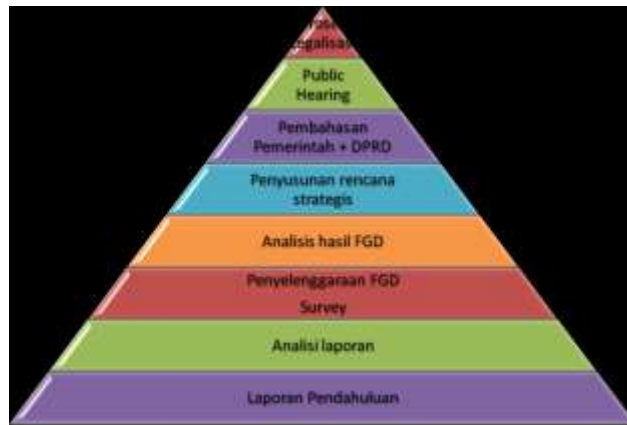 Public
Hearing
Pembahasan
Pemerintah + DPRD
Penyusunan rencana
strategis
Analisis hasil FGD
Penyelenggaraan FGD
Survey
Analisi laporan
Laporan Pendahuluan